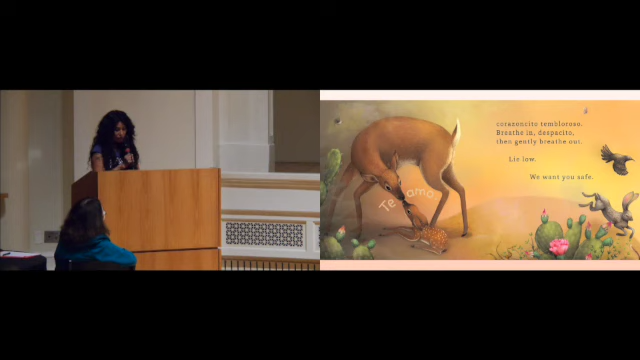 corazoncito tembloroso.
Breathe in, despacito,
then gently breathe out.
Lie low.
We want you safe.
Te amo